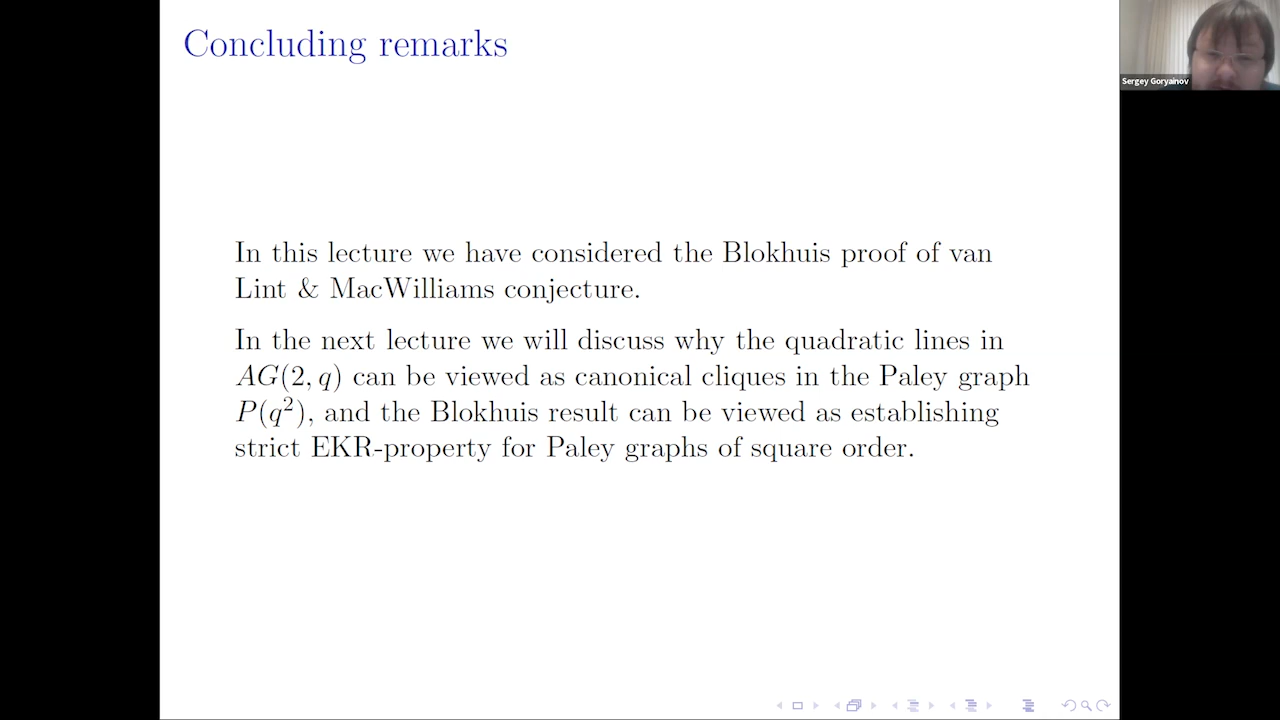 Concluding remarks
Sergey Goryainov
In this lecture we have considered the Blokhuis proof of van
Lint & MacWilliams conjecture.
In the next lecture we will discuss why the quadratic lines in
AG(2, q) can be viewed as canonical cliques in the Paley graph
P(q²), and the Blokhuis result can be viewed as establishing
strict EKR-property for Paley graphs of square order.